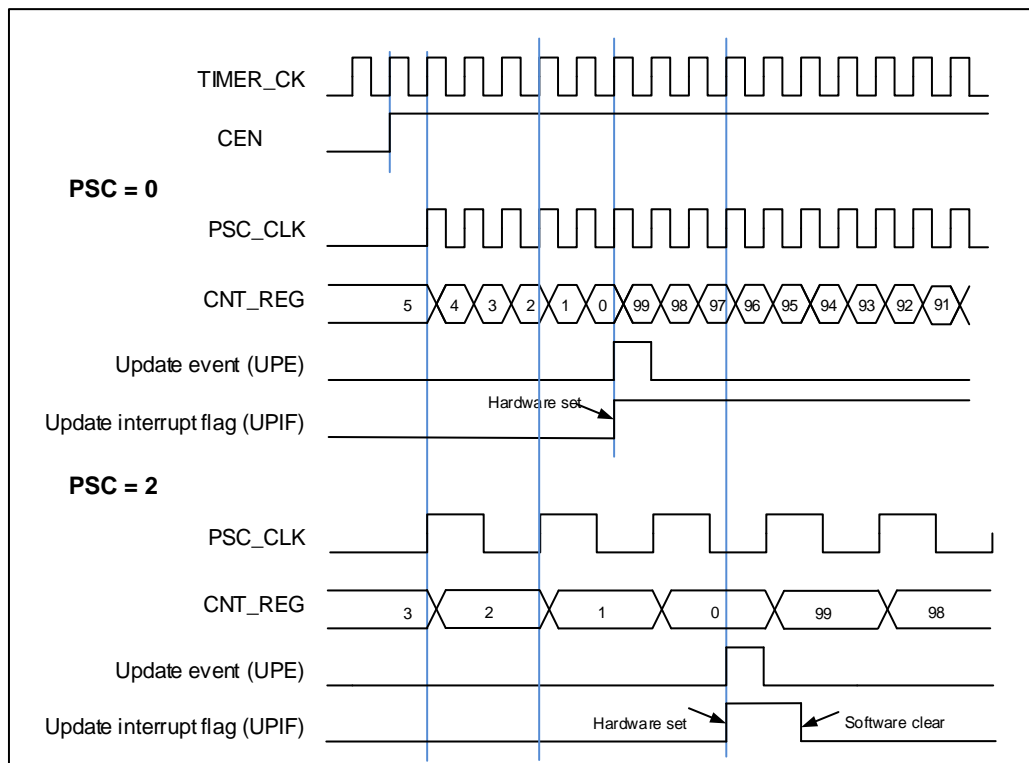 TIMER_CK
CEN
PSC = 0
PSC_CLK
CNT_REG 5 4 3 2 1 0 99 98 97 96 95 94 93 92 91
Update event (UPE)
Hardware set
Update interrupt flag (UPIF)
PSC = 2
PSC_CLK
CNT_REG 3 2 1 0 99 98
Update event (UPE)
Update interrupt flag (UPIF) Hardware set Software clear